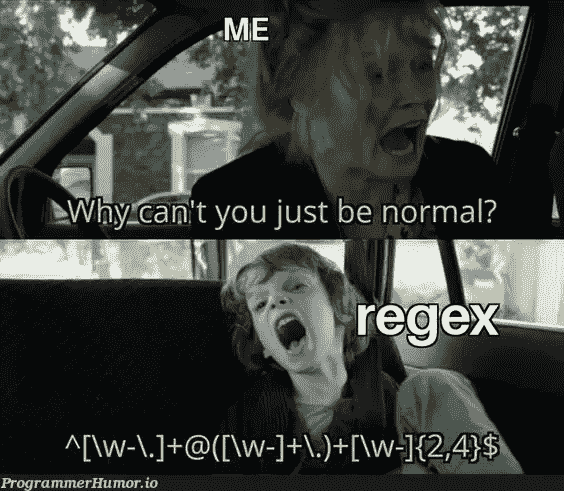 ME
Why can't you just be normal?
regex
^[\w-\.]+@([\w-]+\.)+[\w-]{2,4}$
ProgrammerHumor.io